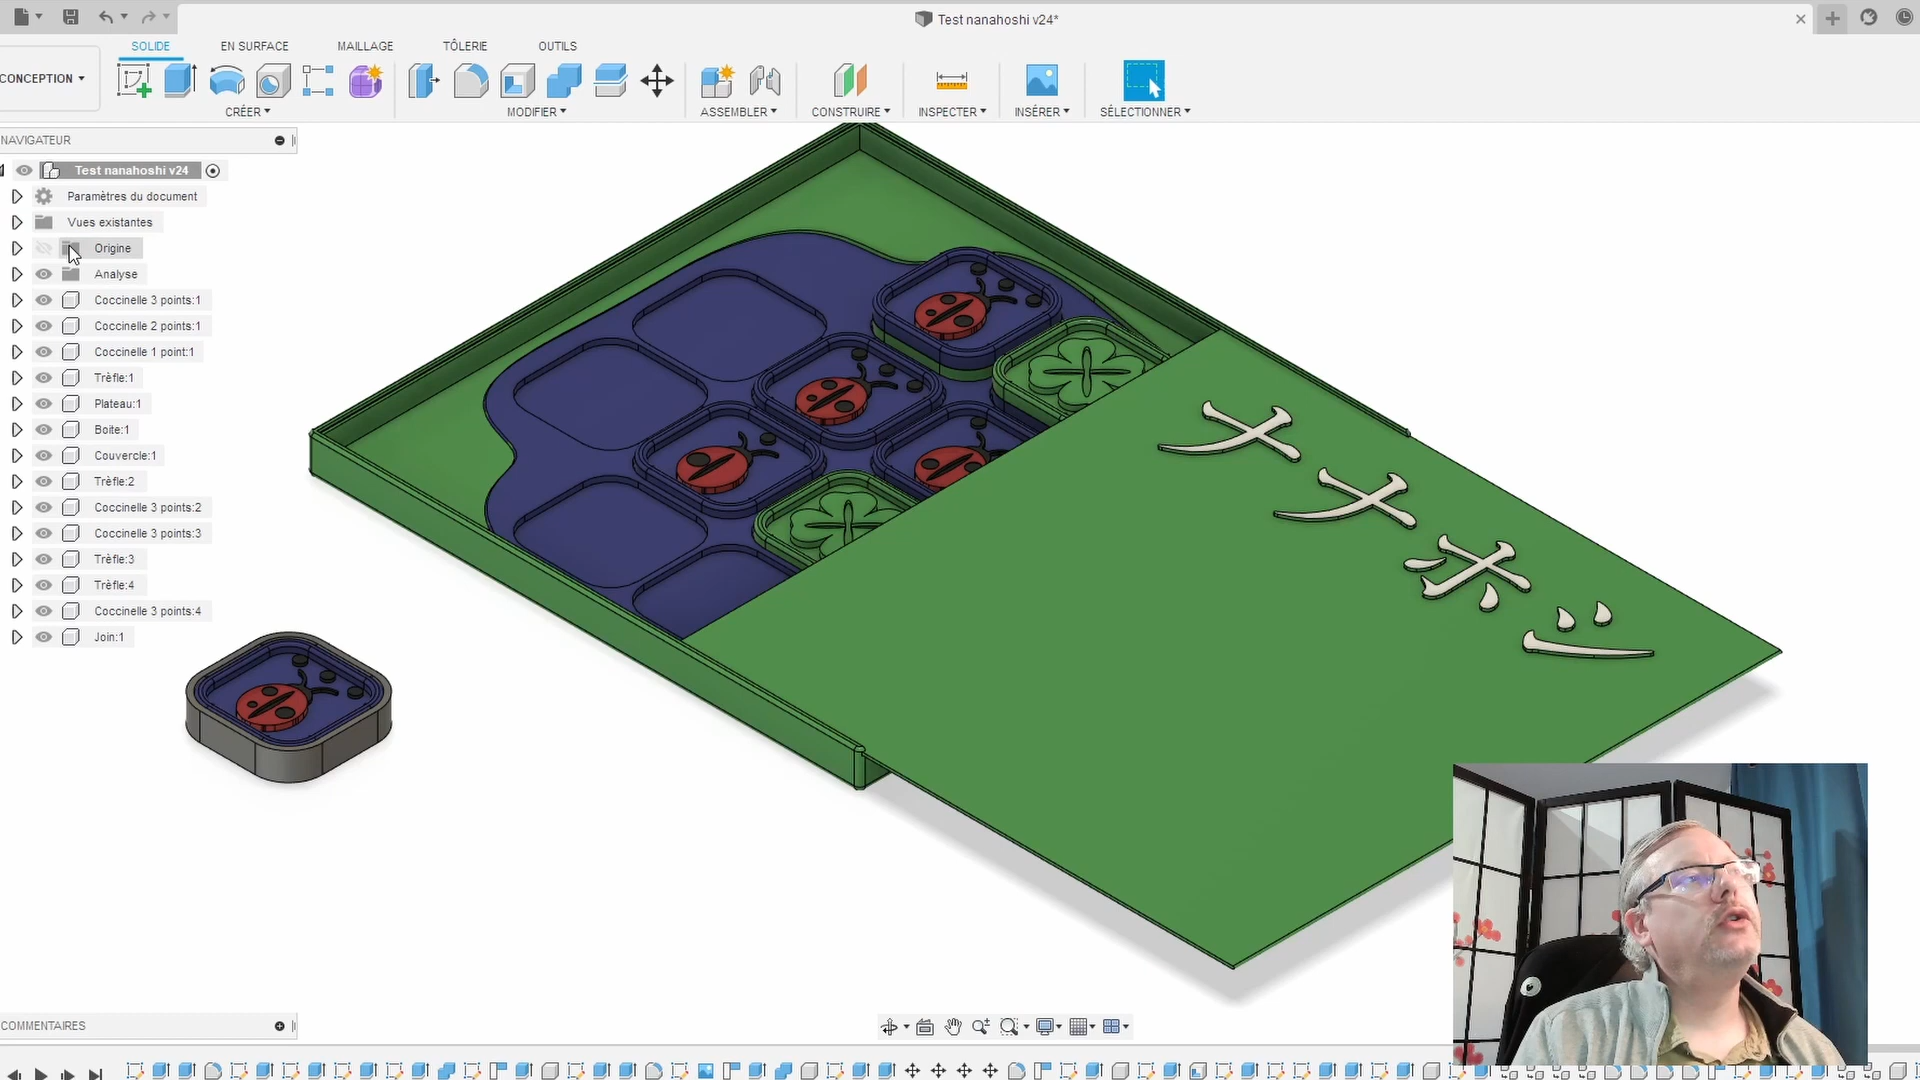 Test nanahoshi v24*
SOLIDE
EN SURFACE
MAILLAGE
TÔLERIE
OUTILS
CONCEPTION
CRÉER
MODIFIER
ASSEMBLER
CONSTRUIRE
INSPECTER
INSÉRER
SÉLECTIONNER
NAVIGATEUR
Test nanahoshi v24
Paramètres du document
Vues existantes
Origine
Analyse
Coccinelle 3 points:1
Coccinelle 2 points:1
Coccinelle 1 point:1
Trèfle:1
Plateau:1
Boite:1
Couvercle:1
Trèfle:2
Coccinelle 3 points:2
Coccinelle 3 points:3
Trèfle:3
Trèfle:4
Coccinelle 3 points:4
Join:1
ナナホシ
COMMENTAIRES